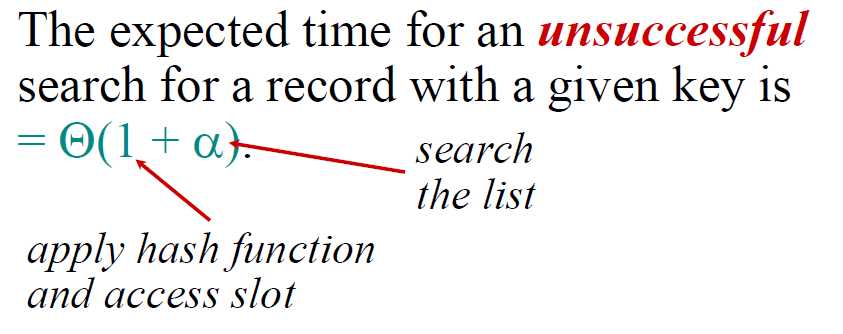 The expected time for an unsuccessful
search for a record with a given key is
= Θ(1 + α).
search
the list
apply hash function
and access slot